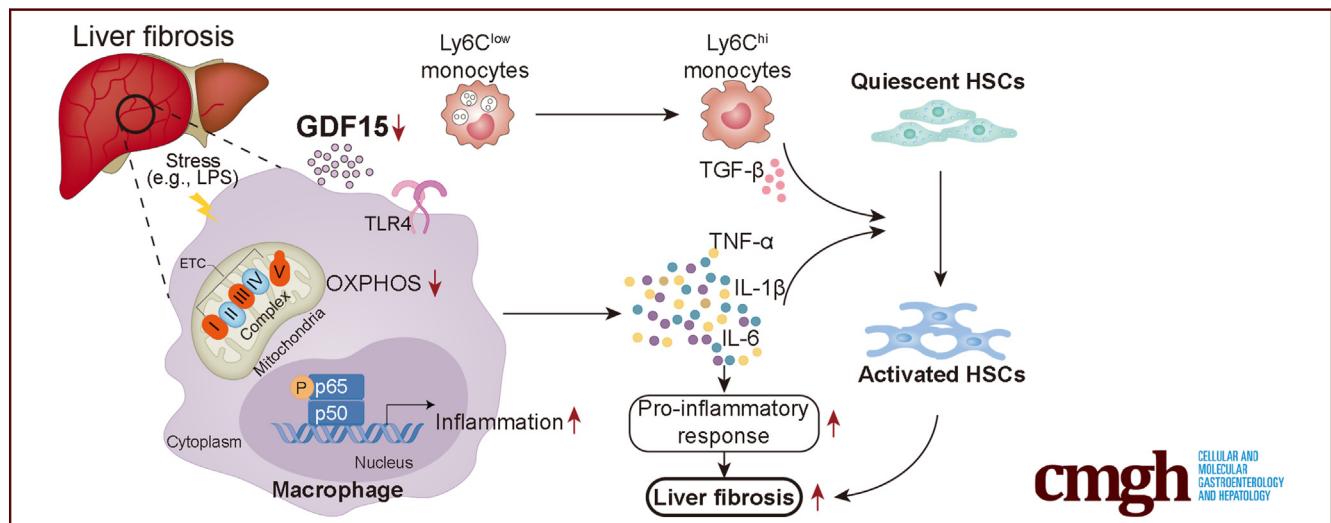 Liver fibrosis
Stress
(e.g., LPS)
GDF15
TLR4
Ly6Clow
monocytes
Ly6Chi
monocytes
TGF-β
Quiescent HSCs
ETC
I
II
III
IV
V
Complex
Mitochondria
OXPHOS
TNF-α
IL-1β
IL-6
Activated HSCs
P
p65
p50
Inflammation
Cytoplasm
Nucleus
Macrophage
Pro-inflammatory
response
Liver fibrosis
cmgh
CELLULAR AND
MOLECULAR
GASTROENTEROLOGY
AND HEPATOLOGY